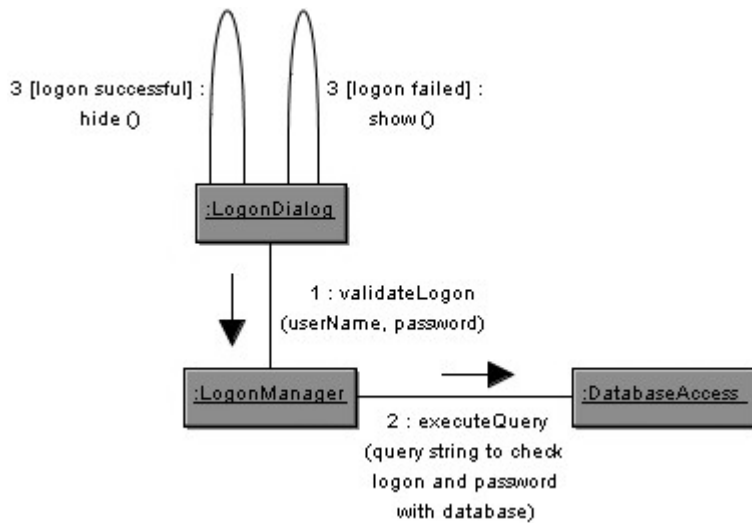 3 [logon successful] :
hide ()
3 [logon failed] :
show ()
:LogonDialog
1 : validateLogon
(userName, password)
:LogonManager
:DatabaseAccess
2 : executeQuery
(query string to check
logon and password
with database)